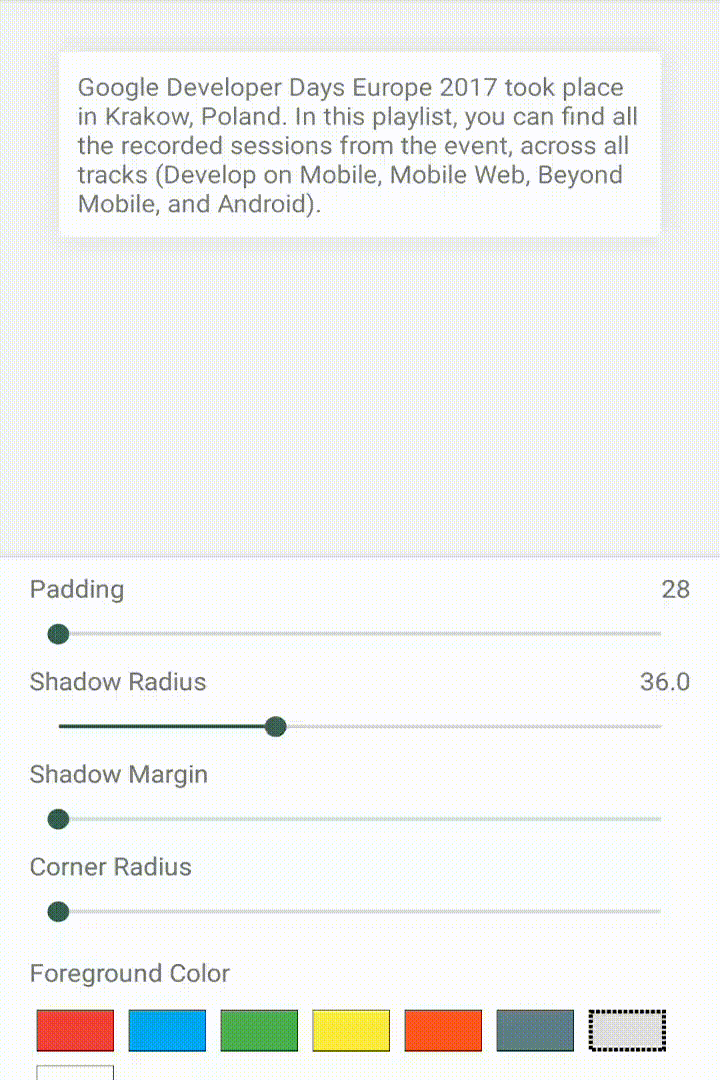 Google Developer Days Europe 2017 took place
in Krakow, Poland. In this playlist, you can find all
the recorded sessions from the event, across all
tracks (Develop on Mobile, Mobile Web, Beyond
Mobile, and Android).
Padding 28
Shadow Radius 36.0
Shadow Margin
Corner Radius
Foreground Color